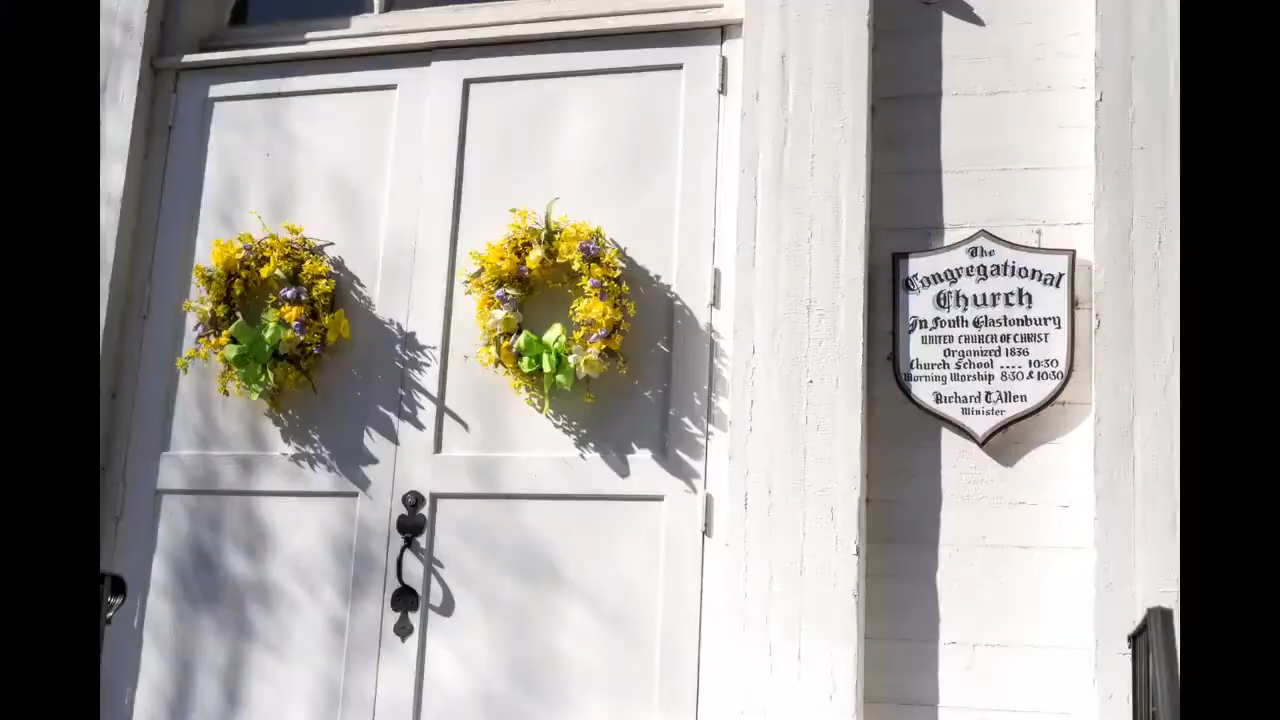 The
Congregational
Church
In South Glastonbury
UNITED CHURCH OF CHRIST
Organized 1836
Church School .... 10:30
Morning Worship 8:30 & 10:30
Richard C. Allen
Minister